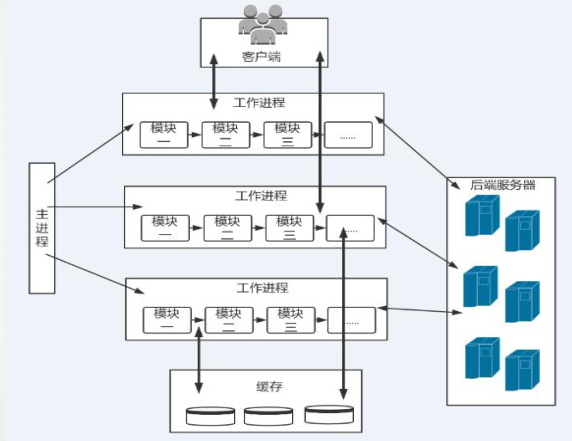 客户端
工作进程
模块一
模块二
模块三
......
主进程
工作进程
模块一
模块二
模块三
......
后端服务器
工作进程
模块一
模块二
模块三
......
缓存